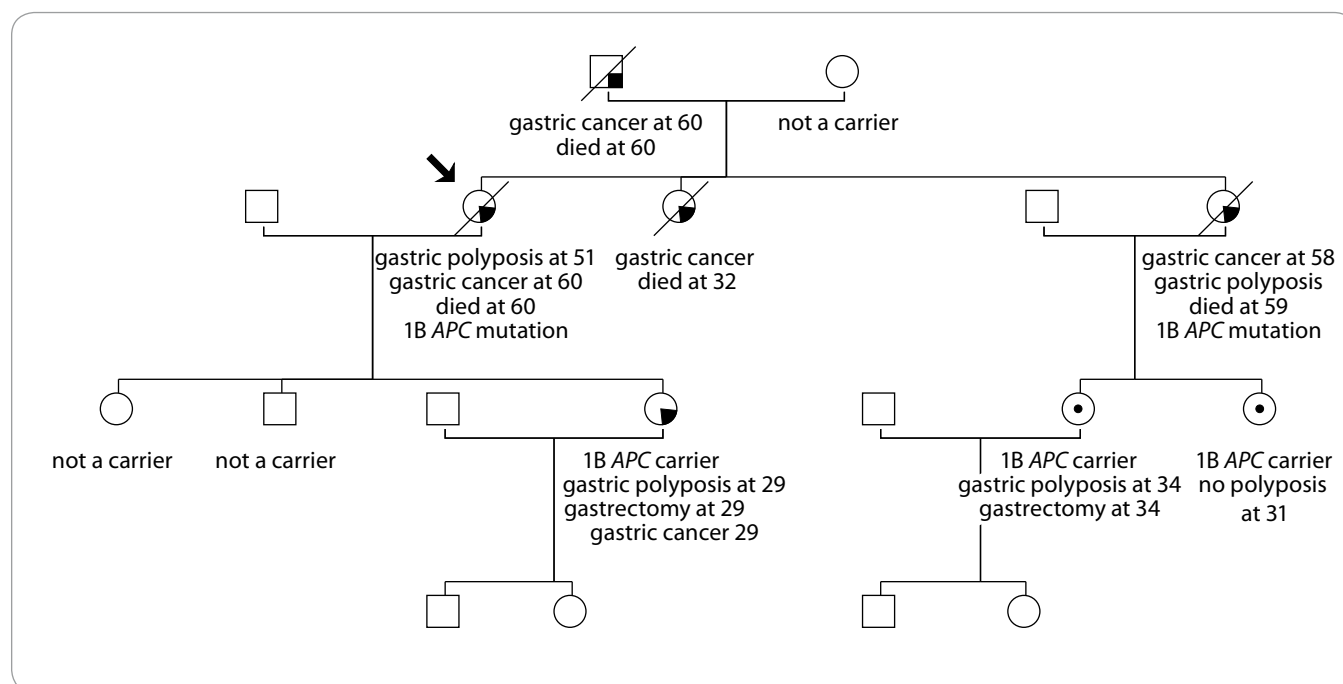 gastric cancer at 60
died at 60
not a carrier
gastric polyposis at 51
gastric cancer at 60
died at 60
1B APC mutation
gastric cancer
died at 32
gastric cancer at 58
gastric polyposis
died at 59
1B APC mutation
not a carrier
not a carrier
1B APC carrier
gastric polyposis at 29
gastrectomy at 29
gastric cancer 29
1B APC carrier
gastric polyposis at 34
gastrectomy at 34
1B APC carrier
no polyposis
at 31